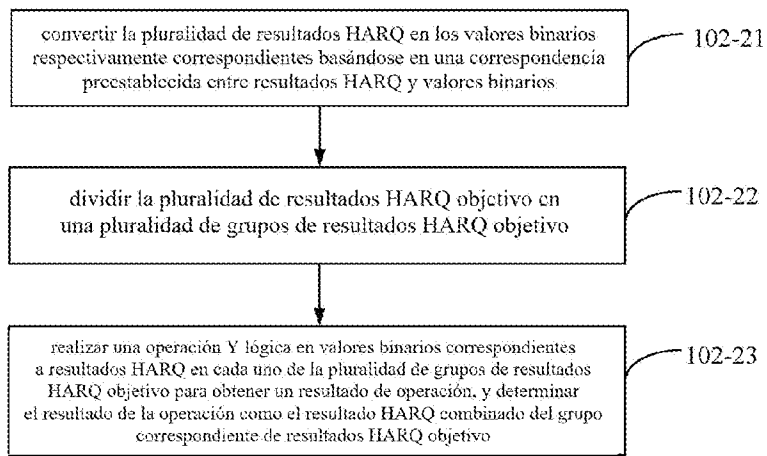 convertir la pluralidad de resultados HARQ en los valores binarios
respectivamente correspondientes basándose en una correspondencia
preestablecida entre resultados HARQ y valores binarios
102-21
dividir la pluralidad de resultados HARQ objetivo en
una pluralidad de grupos de resultados HARQ objetivo
102-22
realizar una operación Y lógica en valores binarios correspondientes
a resultados HARQ en cada uno de la pluralidad de grupos de resultados
HARQ objetivo para obtener un resultado de operación, y determinar
el resultado de la operación como el resultado HARQ combinado del grupo
correspondiente de resultados HARQ objetivo
102-23